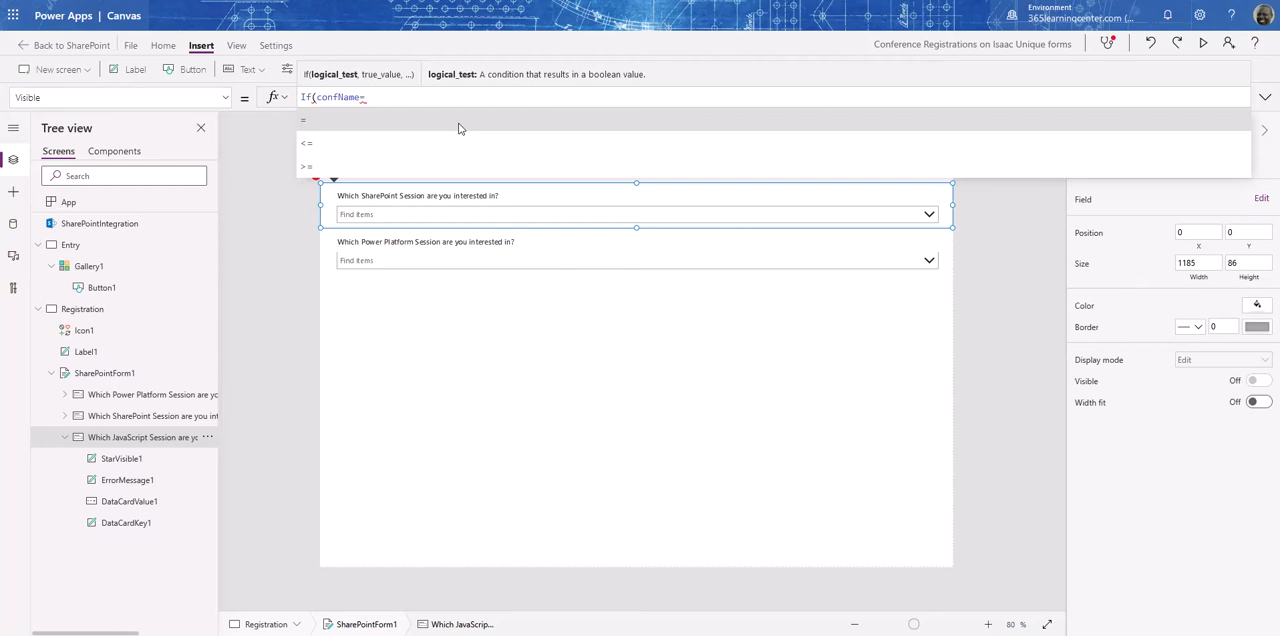 Power Apps | Canvas
Environment
365learningcenter.com (...
Back to SharePoint
File
Home
Insert
View
Settings
Conference Registrations on Isaac Unique forms
New screen
Label
Button
Text
If(logical_test, true_value, ...)
logical_test: A condition that results in a boolean value.
Visible
=
fx
If(confName=
=
<=
>=
Tree view
Screens
Components
Search
App
SharePointIntegration
Entry
Gallery1
Button1
Registration
Icon1
Label1
SharePointForm1
Which Power Platform Session are yo
Which SharePoint Session are you int
Which JavaScript Session are yo ...
StarVisible1
ErrorMessage1
DataCardValue1
DataCardKey1
Which SharePoint Session are you interested in?
Find items
Which Power Platform Session are you interested in?
Find items
Field
Edit
Position
0
0
X
Y
Size
1185
86
Width
Height
Color
Border
0
Display mode
Edit
Visible
Off
Width fit
Off
Registration
SharePointForm1
Which JavaScrip...
80 %